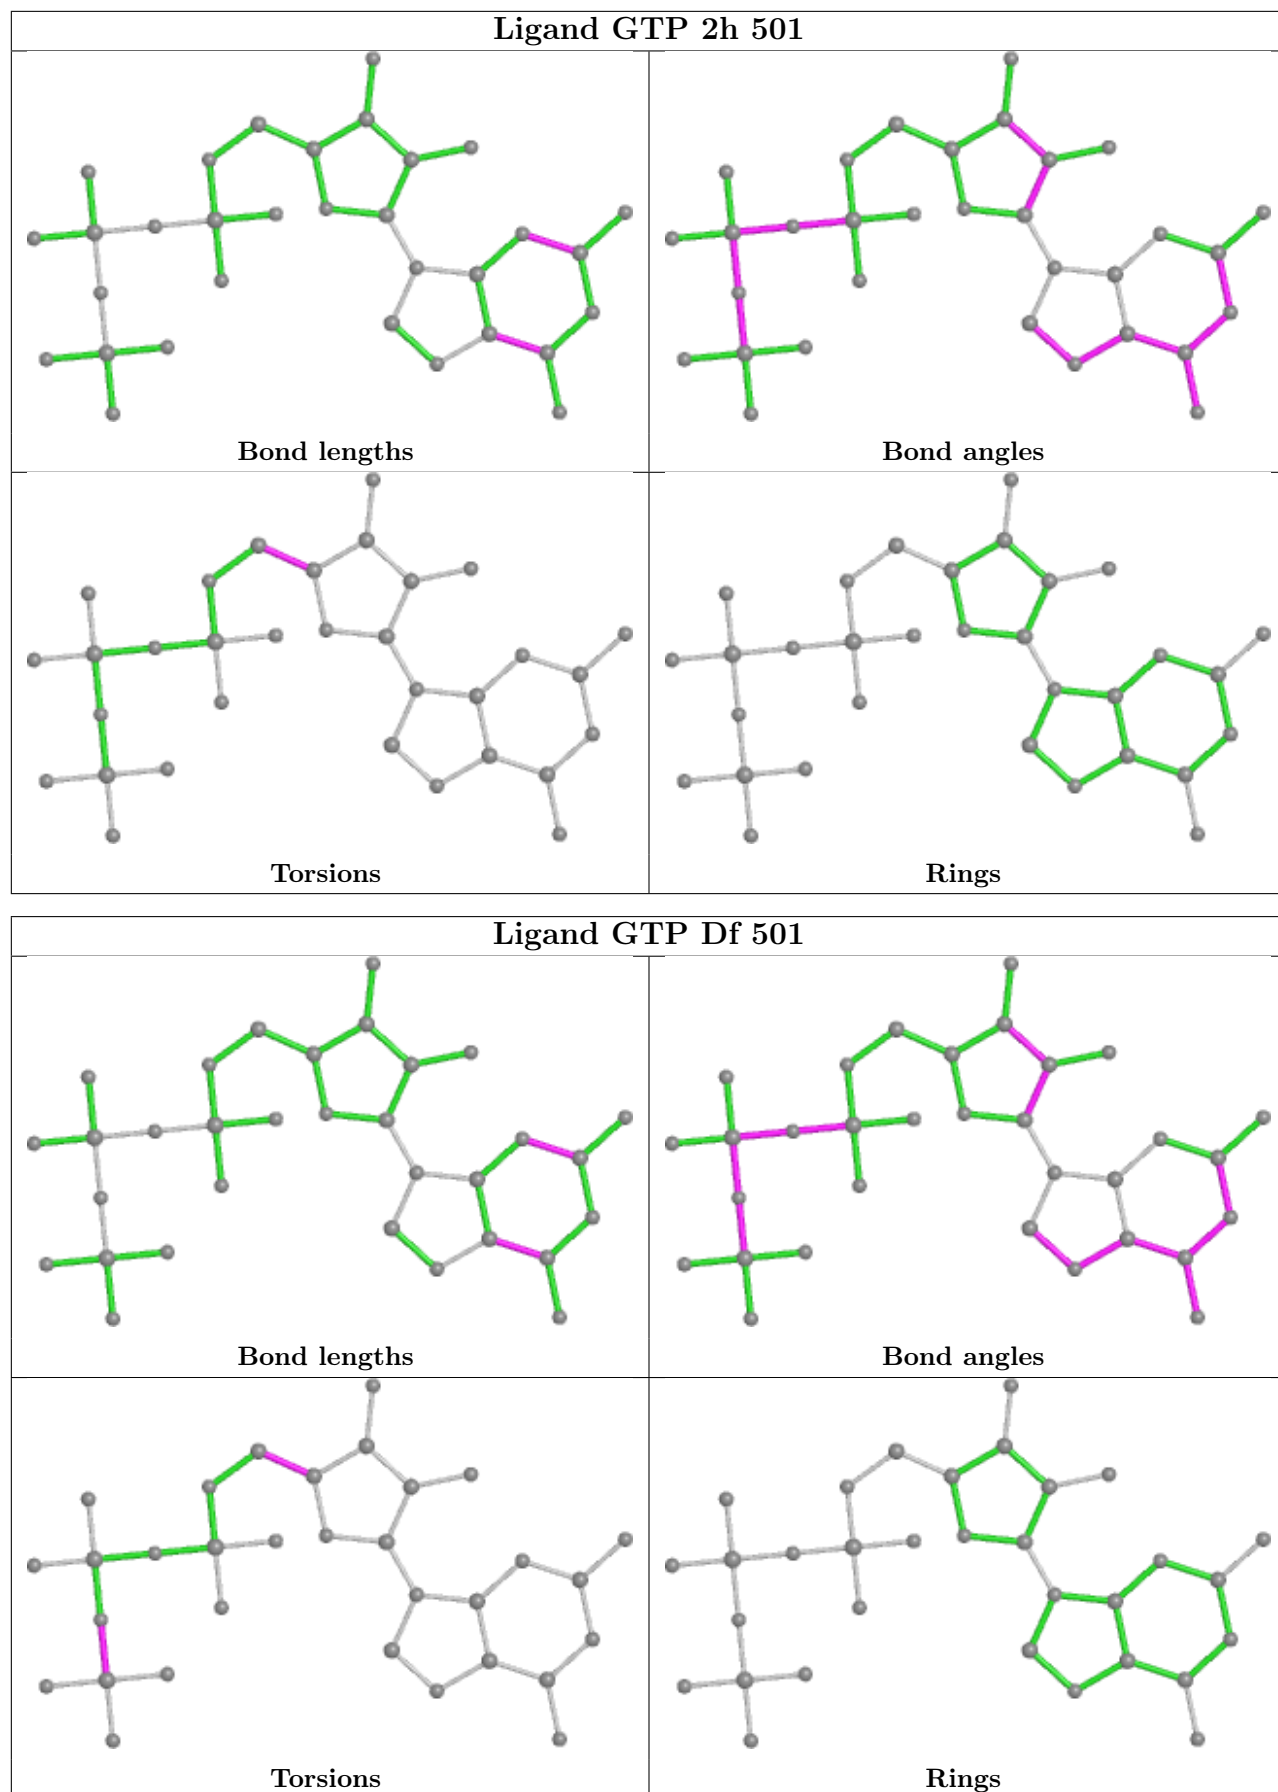 Ligand GTP 2h 501
Bond lengths
Bond angles
Torsions
Rings
Ligand GTP Df 501
Bond lengths
Bond angles
Torsions
Rings